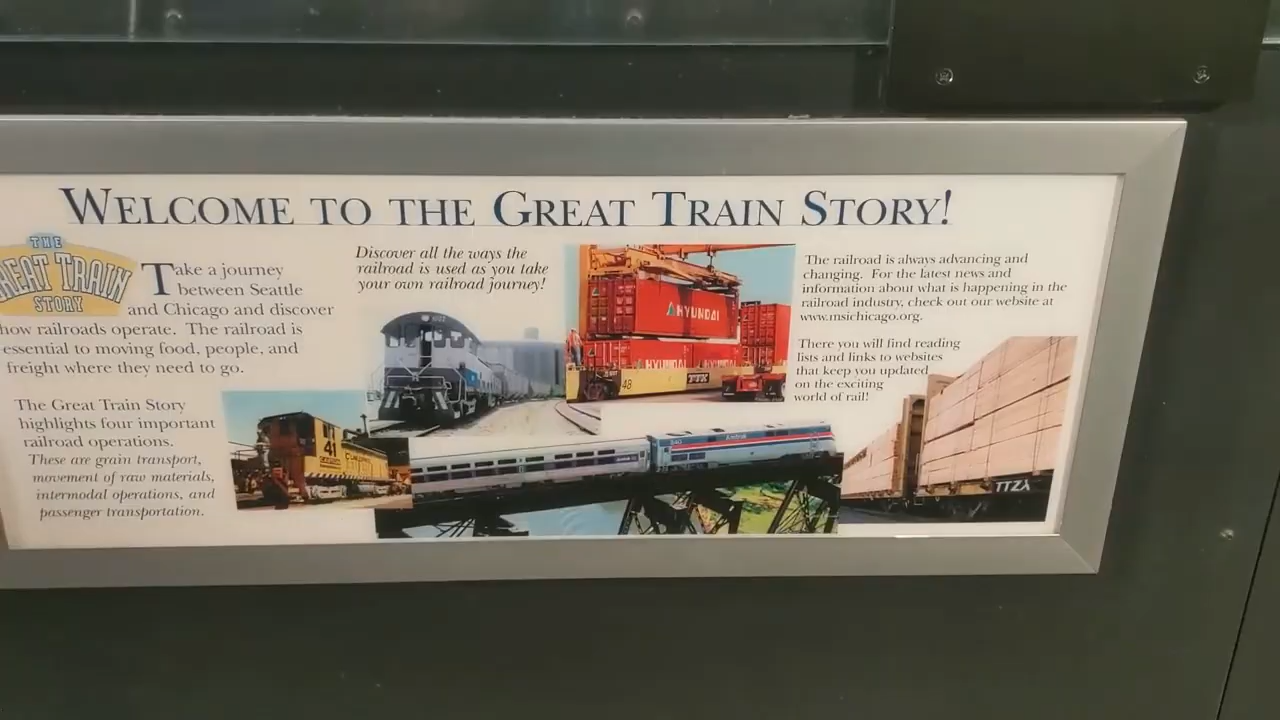 WELCOME TO THE GREAT TRAIN STORY!
THE
GREAT TRAIN
STORY
Take a journey
between Seattle
and Chicago and discover
how railroads operate. The railroad is
essential to moving food, people, and
freight where they need to go.
The Great Train Story
highlights four important
railroad operations.
These are grain transport,
movement of raw materials,
intermodal operations, and
passenger transportation.
Discover all the ways the
railroad is used as you take
your own railroad journey!
HYUNDAI
HYUNDAI
HYUNDAI
48
TTX
41
Amtrak
The railroad is always advancing and
changing. For the latest news and
information about what is happening in the
railroad industry, check out our website at
www.msichicago.org.
There you will find reading
lists and links to websites
that keep you updated
on the exciting
world of rail!
TTZX